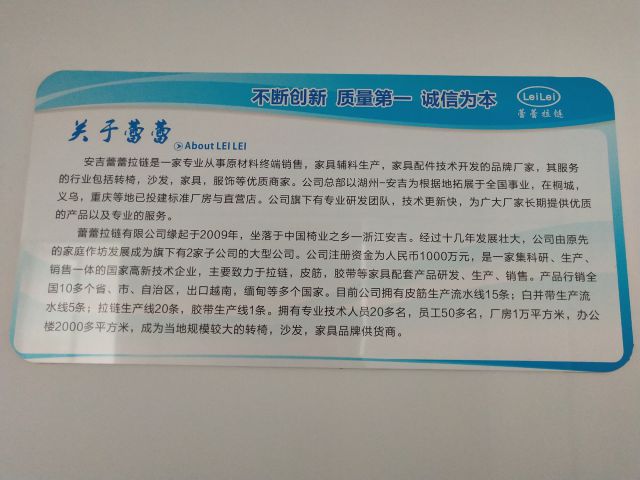 不断创新 质量第一 诚信为本
LeiLei
蕾蕾拉链
关于蕾蕾 About LEI LEI
安吉蕾蕾拉链是一家专业从事原材料终端销售，家具辅料生产，家具配件技术开发的品牌厂家，其服务
的行业包括转椅，沙发，家具，服饰等优质商家。公司总部以湖州-安吉为根据地拓展于全国事业，在桐城，
义乌，重庆等地已投建标准厂房与直营店。公司旗下有专业研发团队，技术更新快，为广大厂家长期提供优质
的产品以及专业的服务。
蕾蕾拉链有限公司缘起于2009年，坐落于中国椅业之乡一浙江安吉。经过十几年发展壮大，公司由原先
的家庭作坊发展成为旗下有2家子公司的大型公司。公司注册资金为人民币1000万元，是一家集科研、生产、
销售一体的国家高新技术企业，主要致力于拉链，皮筋，胶带等家具配套产品研发、生产、销售。产品行销全
国10多个省、市、自治区，出口越南，缅甸等多个国家。目前公司拥有皮筋生产流水线15条；白并带生产流
水线5条；拉链生产线20条，胶带生产线1条。拥有专业技术人员20多名，员工50多名，厂房1万平方米，办公
楼2000多平方米，成为当地规模较大的转椅，沙发，家具品牌供货商。